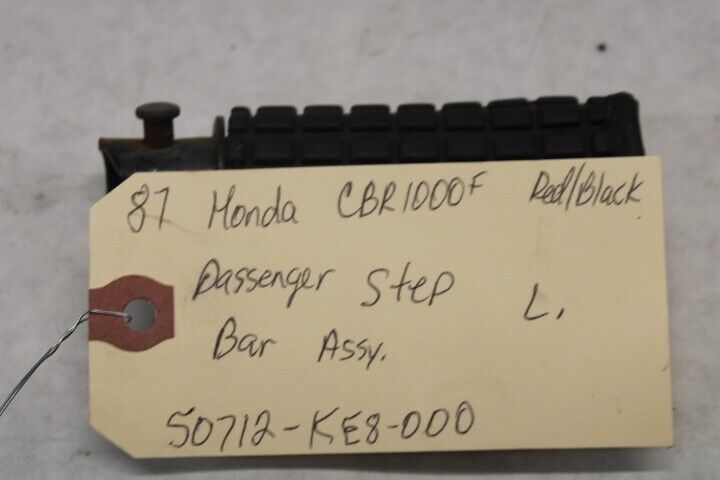 87 Honda CBR1000F Red/Black
Passenger Step L.
Bar Assy.
50712-KE8-000